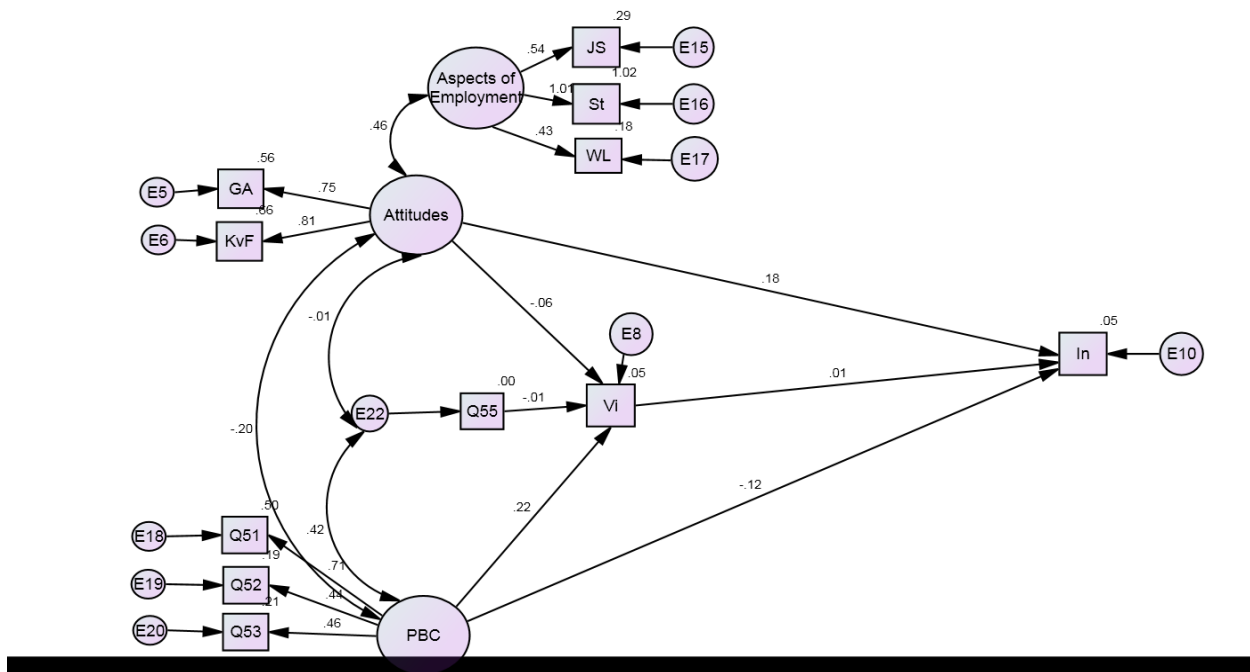 .29
.54
JS
E15
Aspects of
Employment
1.02
1.01
St
E16
.46
.43
.18
WL
E17
.56
E5
GA
.75
.66
Attitudes
E6
KvF
.81
.18
-.06
-.01
E8
.05
.05
In
E10
.00
.01
E22
Q55
-.01
Vi
-.20
-.12
.50
.22
E18
Q51
.42
.19
.71
E19
Q52
.44
.21
E20
Q53
.46
PBC